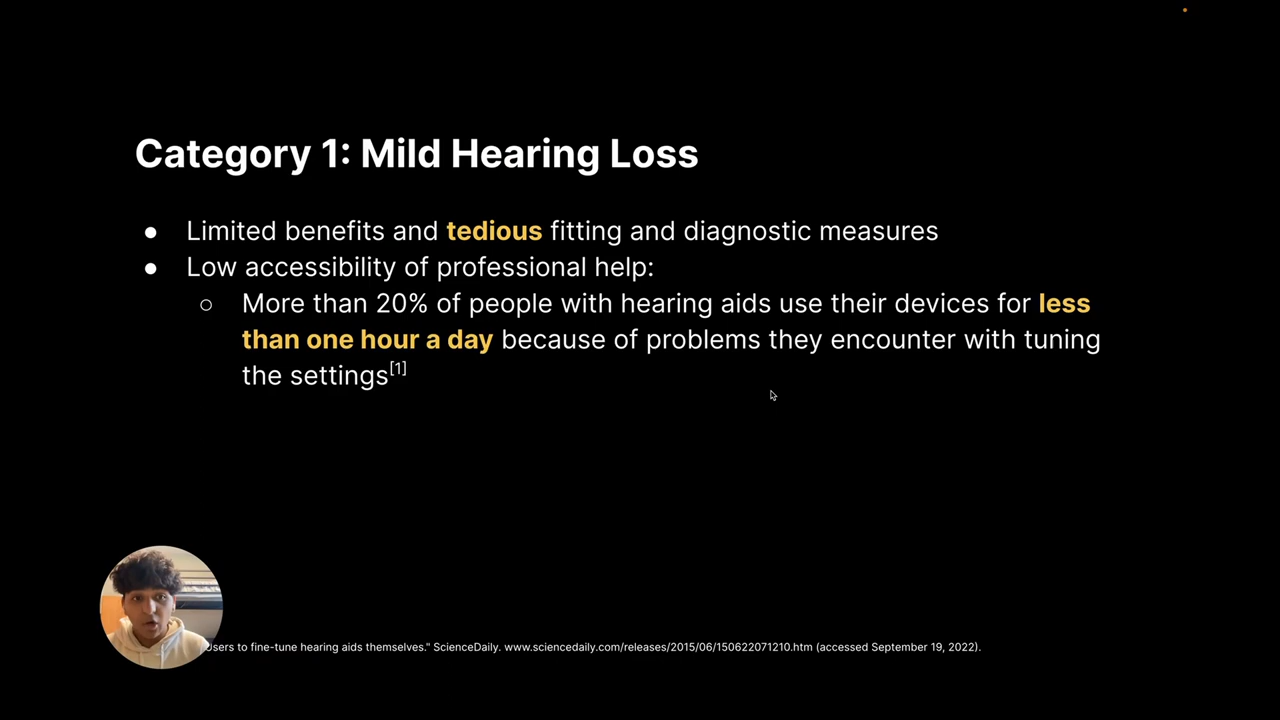 Category 1: Mild Hearing Loss
● Limited benefits and tedious fitting and diagnostic measures
● Low accessibility of professional help:
○ More than 20% of people with hearing aids use their devices for less
than one hour a day because of problems they encounter with tuning
the settings[1]
Users to fine-tune hearing aids themselves." ScienceDaily. www.sciencedaily.com/releases/2015/06/150622071210.htm (accessed September 19, 2022).